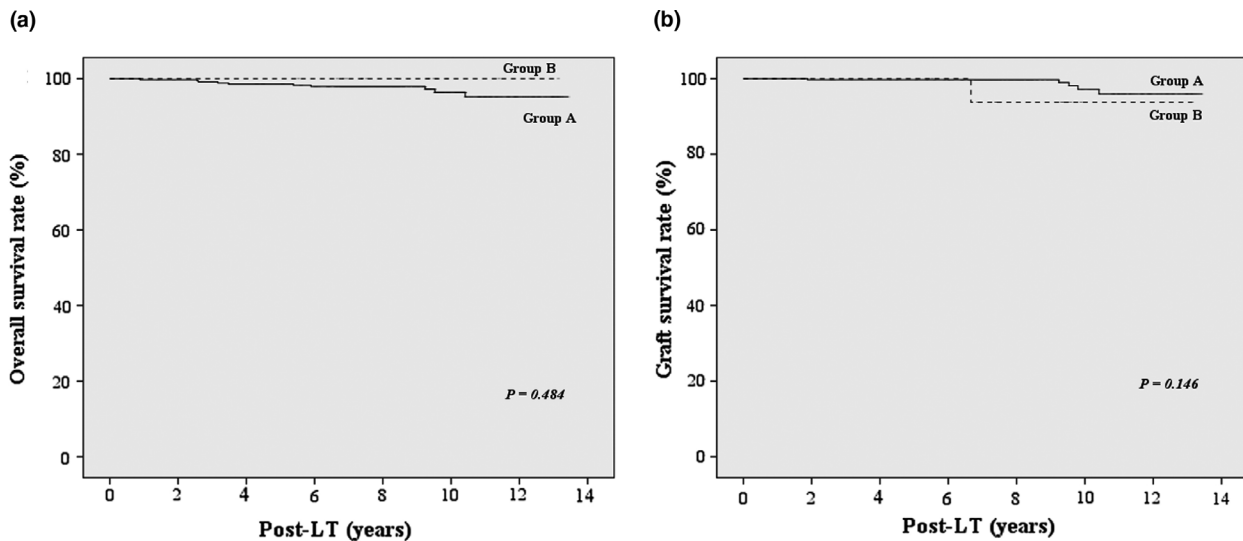 (a)
Overall survival rate (%)
100
80
60
40
20
0
Group B
Group A
P = 0.484
0 2 4 6 8 10 12 14
Post-LT (years)
(b)
Graft survival rate (%)
100
80
60
40
20
0
Group A
Group B
P = 0.146
0 2 4 6 8 10 12 14
Post-LT (years)